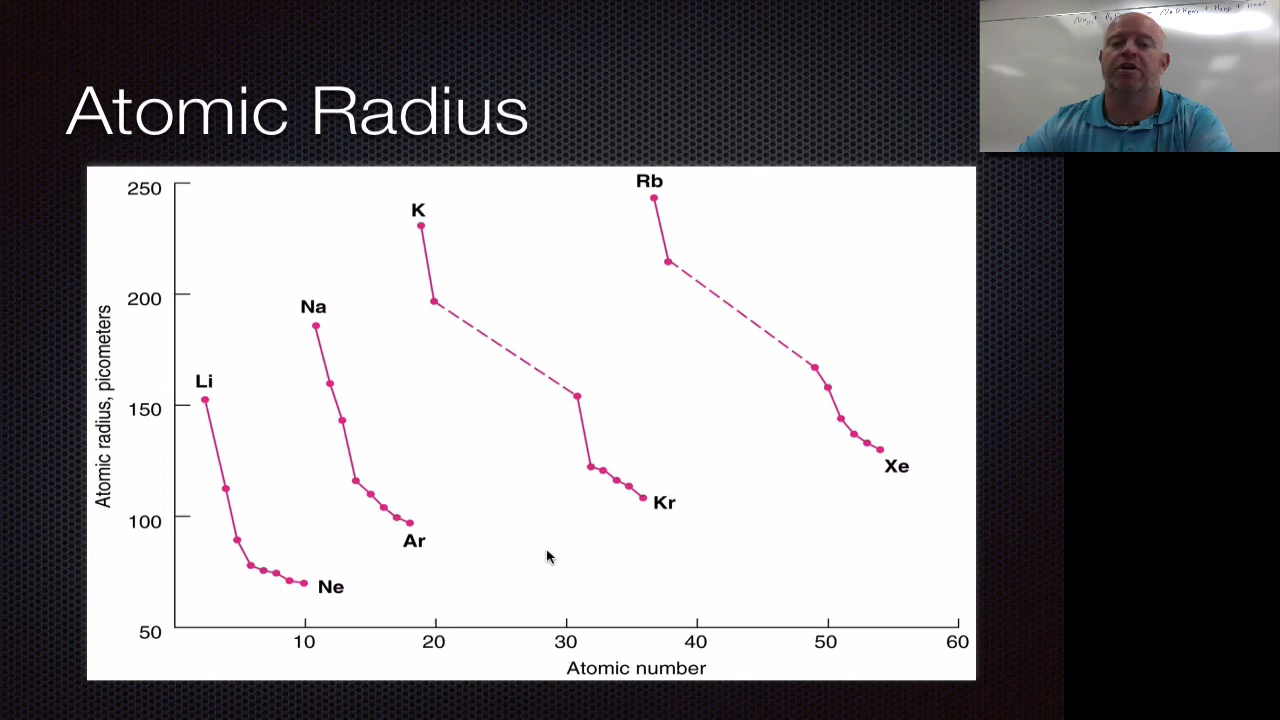 Atomic Radius
250
200
150
100
50
Atomic radius, picometers
Li
Ne
Na
Ar
K
Kr
Rb
Xe
10
20
30
40
50
60
Atomic number